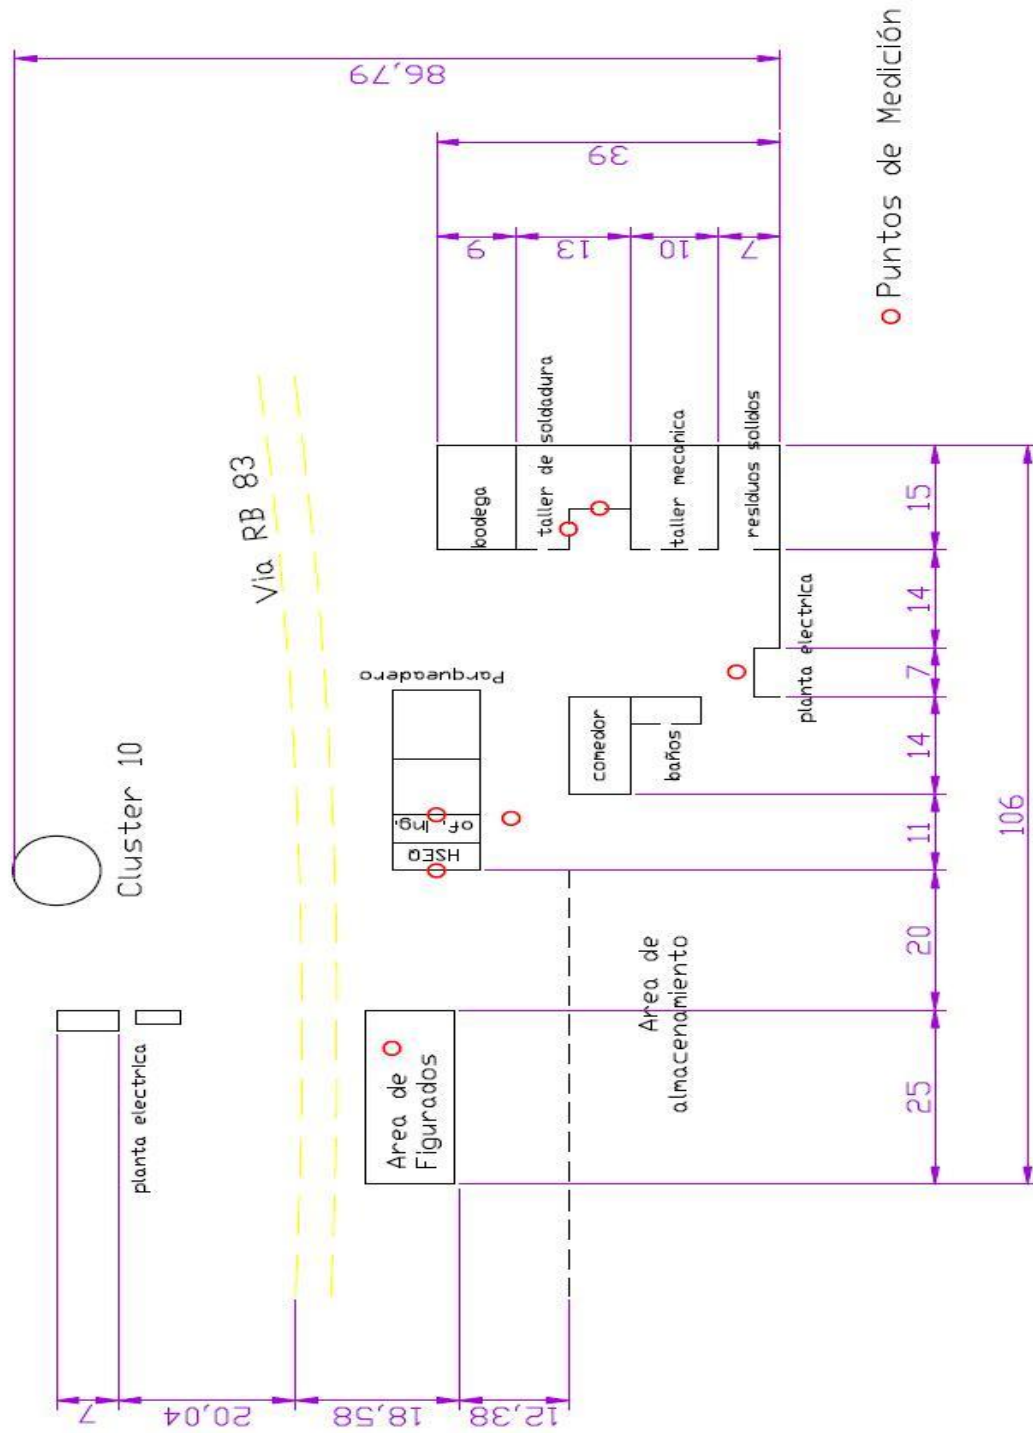 86,79
39
9
13
10
7
Puntos de Medición
Via RB 83
Cluster 10
bodega
taller de soldadura
taller mecanica
residuos solidos
Parqueadero
of. Ing.
HSEQ
comedor
baños
planta electrica
planta electrica
Area de
Figurados
Area de
almacenamiento
15
14
7
14
11
20
25
106
7
20,04
18,58
12,38